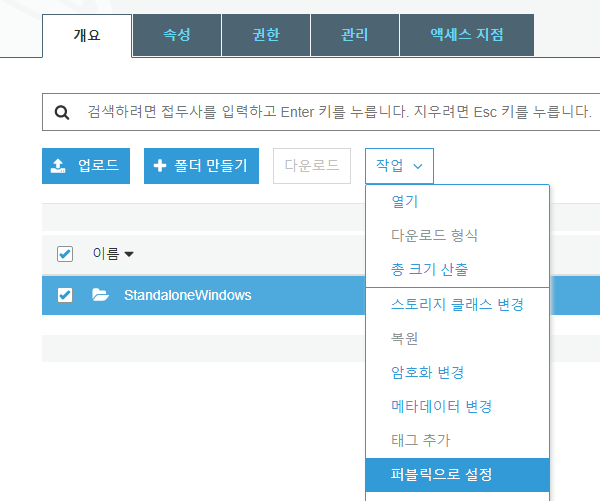 개요 속성 권한 관리 액세스 지점
검색하려면 접두사를 입력하고 Enter 키를 누릅니다. 지우려면 Esc 키를 누릅니다.
업로드 폴더 만들기 다운로드 작업
열기
다운로드 형식
총 크기 산출
이름
StandaloneWindows
스토리지 클래스 변경
복원
암호화 변경
메타데이터 변경
태그 추가
퍼블릭으로 설정